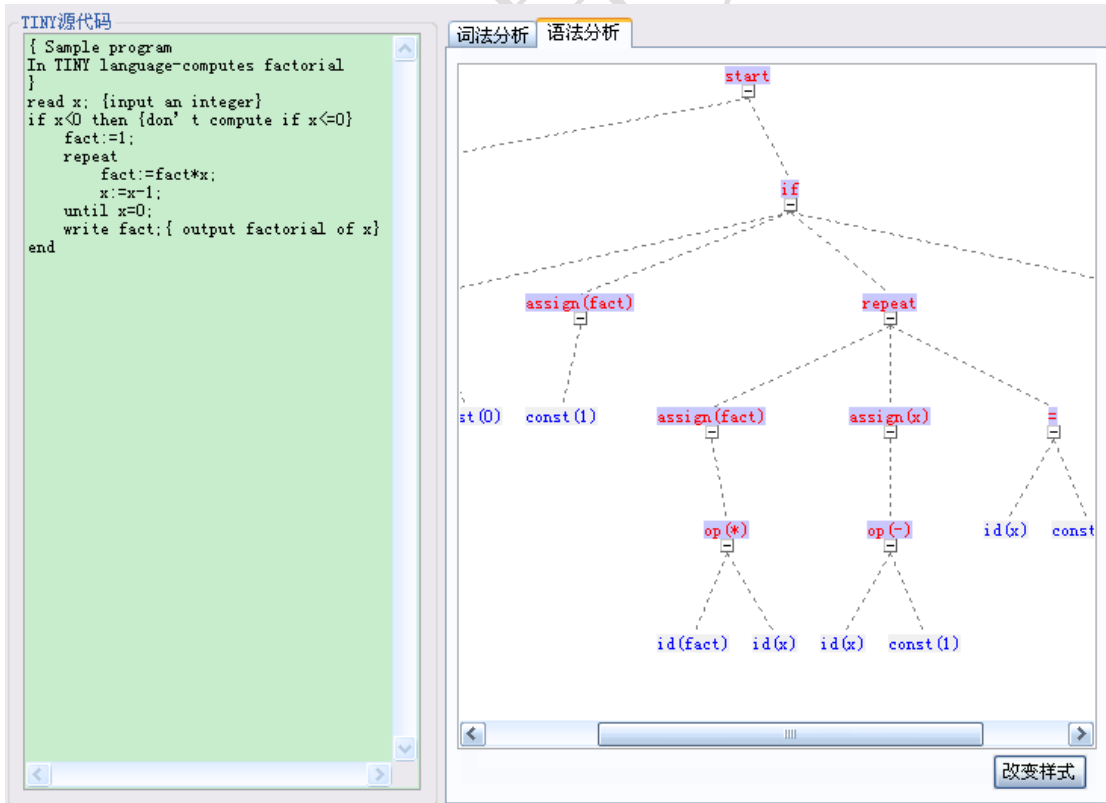 TINY源代码
{ Sample program
In TINY language-computes factorial
}
read x; {input an integer}
if x<0 then {don’t compute if x<=0}
fact:=1;
repeat
fact:=fact*x;
x:=x-1;
until x=0;
write fact;{ output factorial of x}
end
词法分析 语法分析
start
if
assign(fact) repeat
st(0) const(1) assign(fact) assign(x) =
op(*) op(-) id(x) const
id(fact) id(x) id(x) const(1)
改变样式